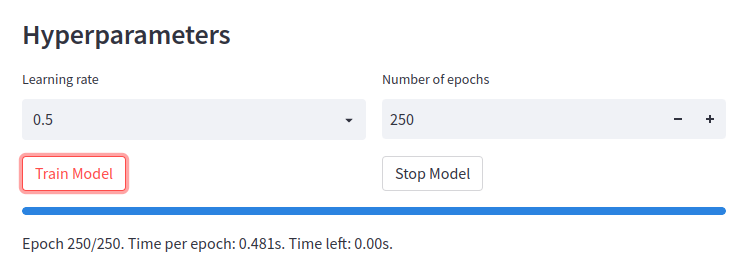 Hyperparameters
Learning rate
Number of epochs
0.5
250
Train Model
Stop Model
Epoch 250/250. Time per epoch: 0.481s. Time left: 0.00s.